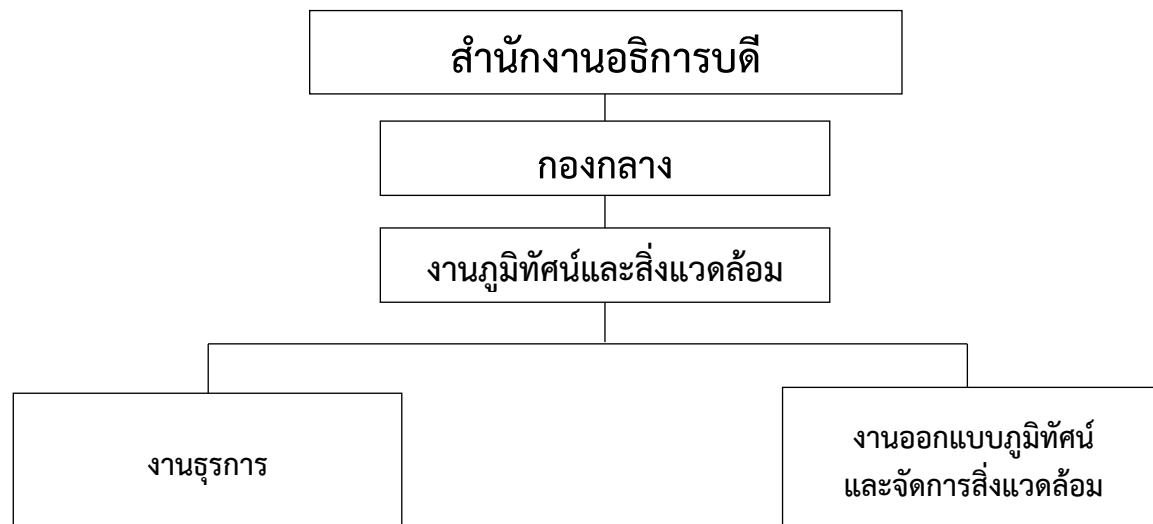 สำนักงานอธิการบดี
กองกลาง
งานภูมิทัศน์และสิ่งแวดล้อม
งานธุรการ
งานออกแบบภูมิทัศน์
และจัดการสิ่งแวดล้อม